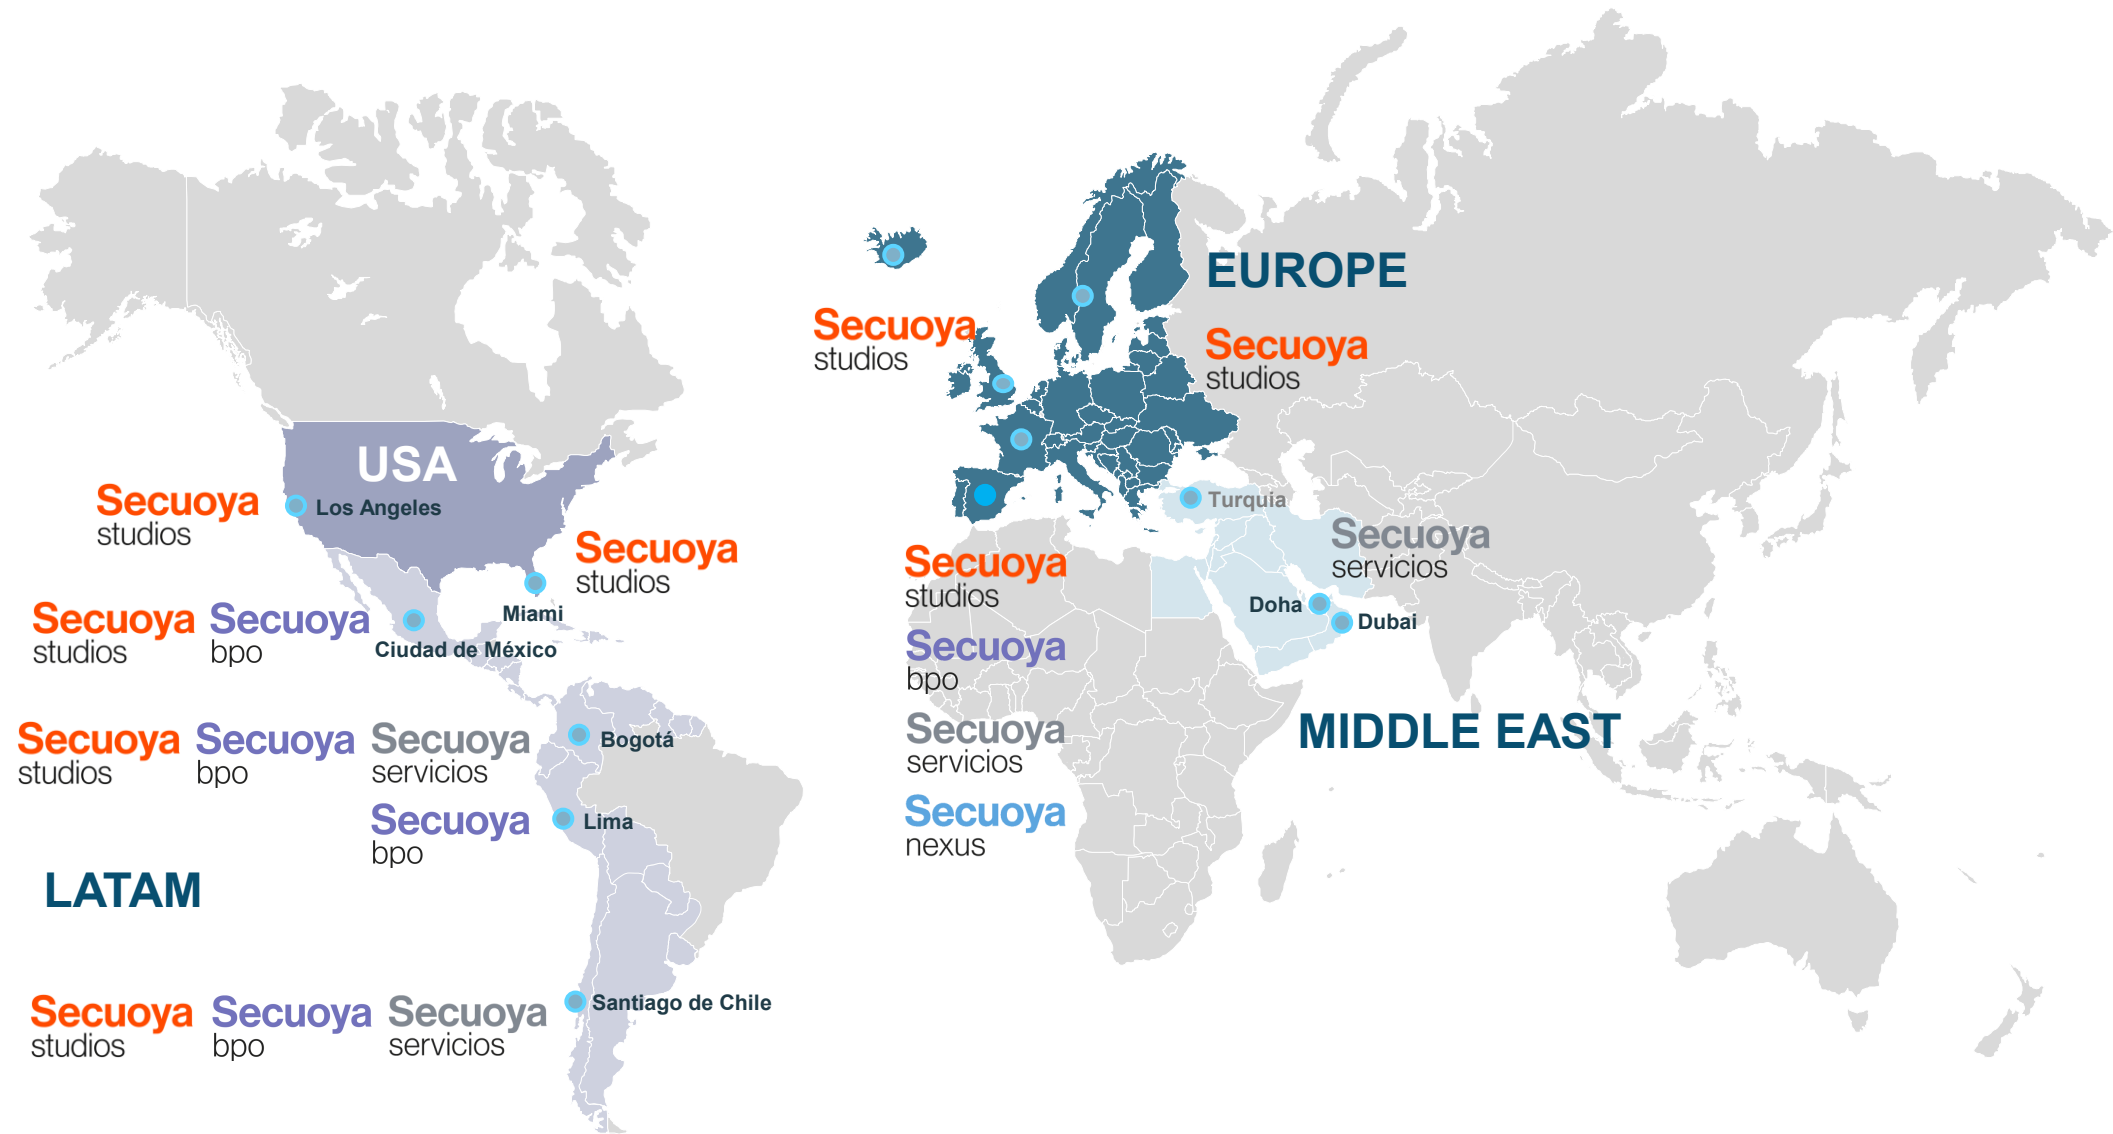 EUROPE
Secuoya
studios
Secuoya
studios
USA
Secuoya
studios
Los Angeles
Secuoya
studios
Miami
Secuoya
studios
Secuoya
bpo
Ciudad de México
Secuoya
studios
Secuoya
bpo
Secuoya
servicios
Bogotá
Secuoya
bpo
Lima
LATAM
Secuoya
studios
Secuoya
bpo
Secuoya
servicios
Santiago de Chile
Turquia
Secuoya
servicios
Doha
Dubai
Secuoya
studios
Secuoya
bpo
Secuoya
servicios
Secuoya
nexus
MIDDLE EAST